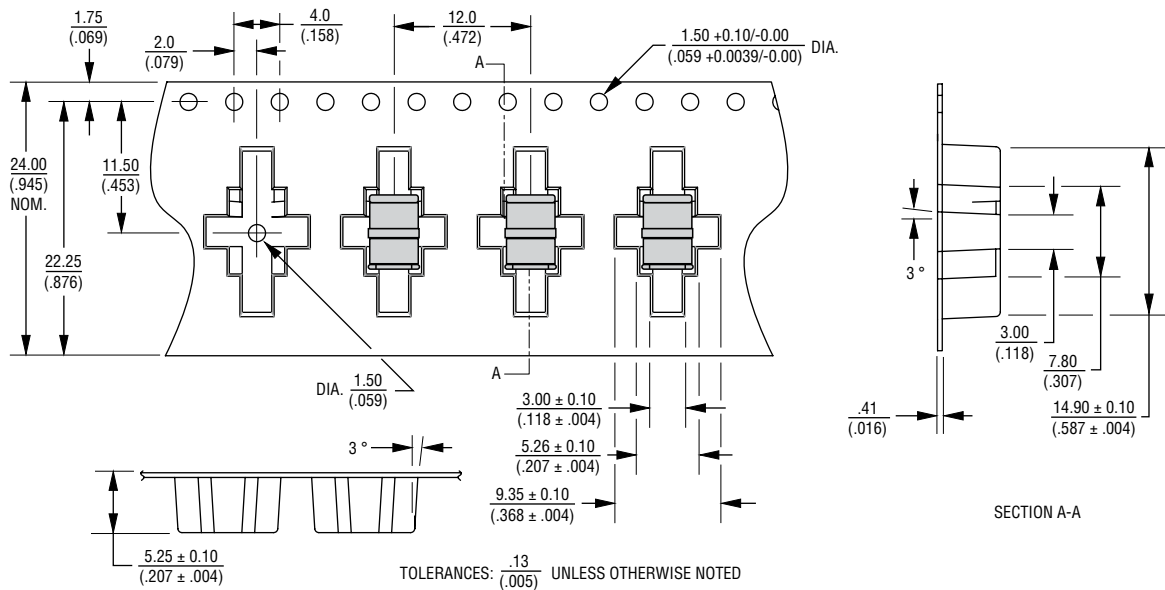 1.75
(.069)
2.0
(.079)
4.0
(.158)
12.0
(.472)
A
1.50 +0.10/-0.00
(.059 +0.0039/-0.00)
DIA.
24.00
(.945)
NOM.
11.50
(.453)
22.25
(.876)
DIA. 1.50
(.059)
A
3.00 ± 0.10
(.118 ± .004)
5.26 ± 0.10
(.207 ± .004)
9.35 ± 0.10
(.368 ± .004)
3 °
3.00
(.118)
7.80
(.307)
14.90 ± 0.10
(.587 ± .004)
.41
(.016)
SECTION A-A
3 °
5.25 ± 0.10
(.207 ± .004)
TOLERANCES: .13
(.005)
UNLESS OTHERWISE NOTED